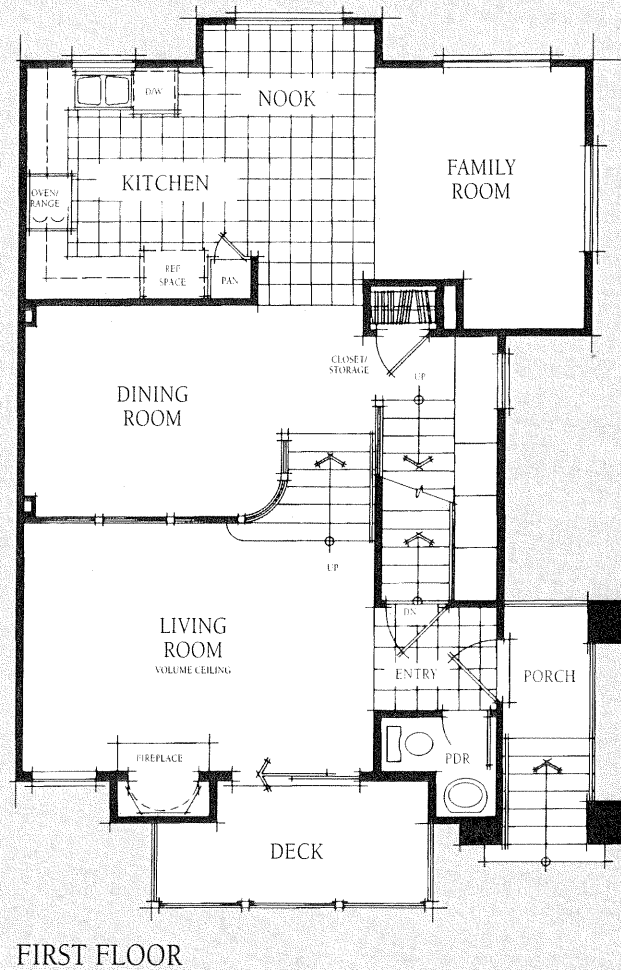 D/W
NOOK
KITCHEN
FAMILY
ROOM
OVEN/
RANGE
REF
SPACE
PAN
CLOSET/
STORAGE
UP
DINING
ROOM
UP
LIVING
ROOM
VOLUME CEILING
DN
ENTRY
PORCH
FIREPLACE
PDR
DECK
FIRST FLOOR